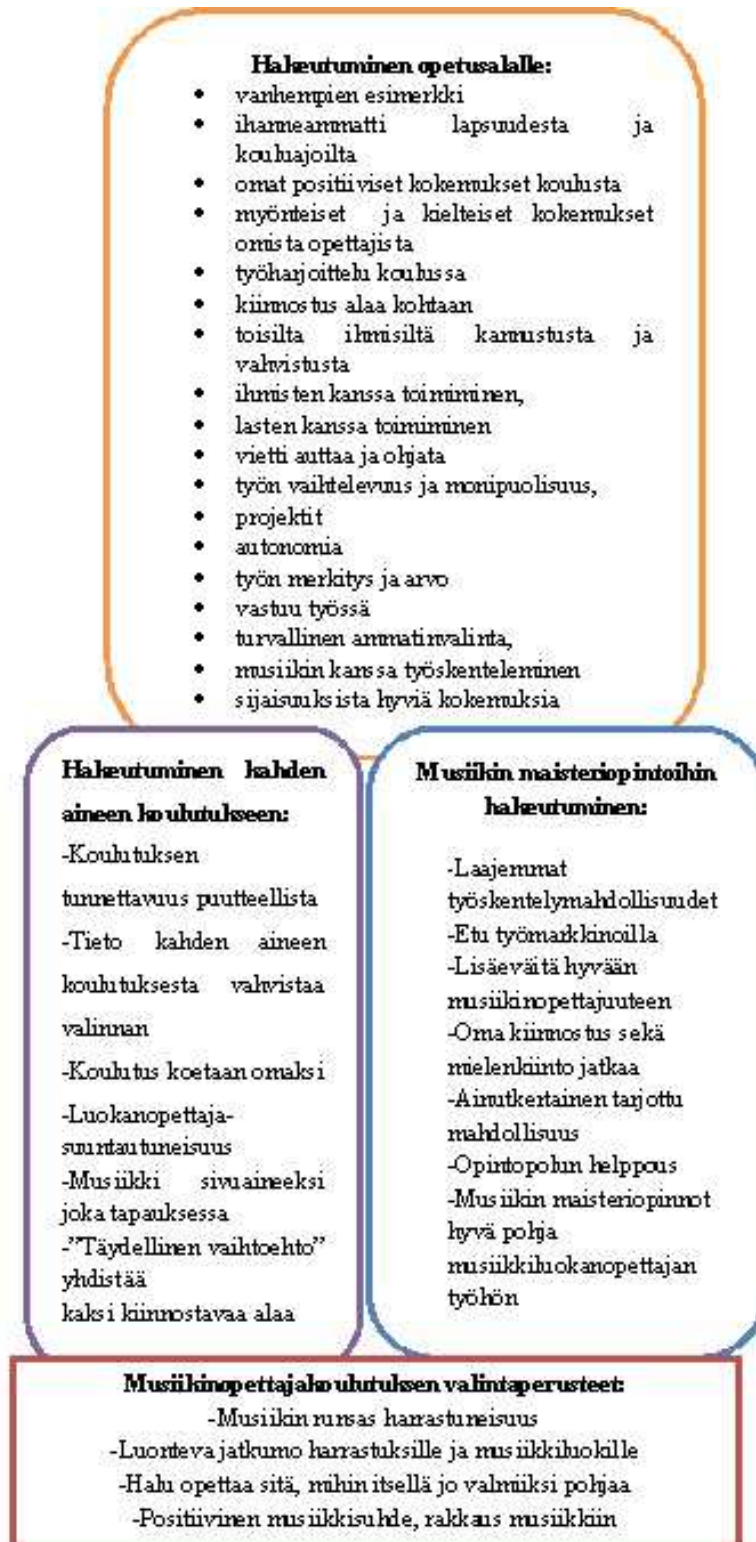 Hakeutuminen opetusalalle:
• vanhempien esimerkki
• ihanneammatti lapsuudesta ja
kouluajoilta
• omat positiiviset kokemukset koulusta
• myönteiset ja kielteiset kokemukset
omista opettajista
• työharjoittelu koulussa
• kiinnostus alaa kohtaan
• toisilta ihmisiltä kannustusta ja
vahvistusta
• ihmisten kanssa toimiminen,
• lasten kanssa toimiminen
• vietti auttaa ja ohjata
• työn vaihtelevuus ja monipuolisuus,
• projektit
• autonomia
• työn merkitys ja arvo
• vastuu työssä
• turvallinen ammatinvalinta,
• musiikin kanssa työskenteleminen
• sijaisuuksista hyviä kokemuksia
Hakeutuminen kahden
aineen koulutukseen:
-Koulutuksen
tunnettavuus puutteellista
-Tieto kahden aineen
koulutuksesta vahvistaa
valinnan
-Koulutus koetaan omaksi
-Luokanopettaja-
suuntautuneisuus
-Musiikki sivuaineeksi
joka tapauksessa
-”Täydellinen vaihtoehto”
yhdistää
kaksi kiinnostavaa alaa
Musiikin maisteriopintoihin
hakeutuminen:
-Laajemmat
työskentelymahdollisuudet
-Etu työmarkkinoilla
-Lisäeväitä hyvään
musiikinopettajuuteen
-Oma kiinnostus sekä
mielenkiinto jatkaa
-Ainutkertainen tarjottu
mahdollisuus
-Opintopolun helppous
-Musiikin maisteriopinnot
hyvä pohja
musiikkiluokanopettajan
työhön
Musiikinopettajakoulutuksen valintaperusteet:
-Musiikin runsas harrastuneisuus
-Luonteva jatkumo harrastuksille ja musiikkiluokille
-Halu opettaa sitä, mihin itsellä jo valmiiksi pohjaa
-Positiivinen musiikkisuhde, rakkaus musiikkiin